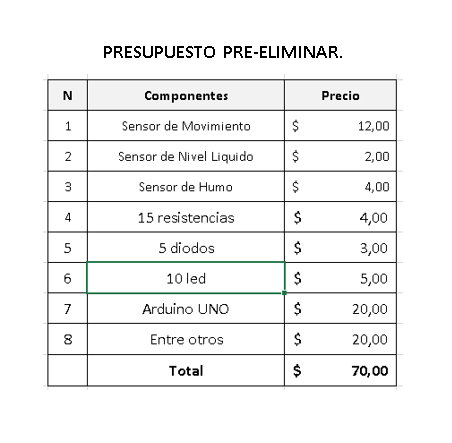 PRESUPUESTO PRE-ELIMINAR.
N Componentes Precio
1 Sensor de Movimiento $ 12,00
2 Sensor de Nivel Liquido $ 2,00
3 Sensor de Humo $ 4,00
4 15 resistencias $ 4,00
5 5 diodos $ 3,00
6 10 led $ 5,00
7 Arduino UNO $ 20,00
8 Entre otros $ 20,00
Total $ 70,00